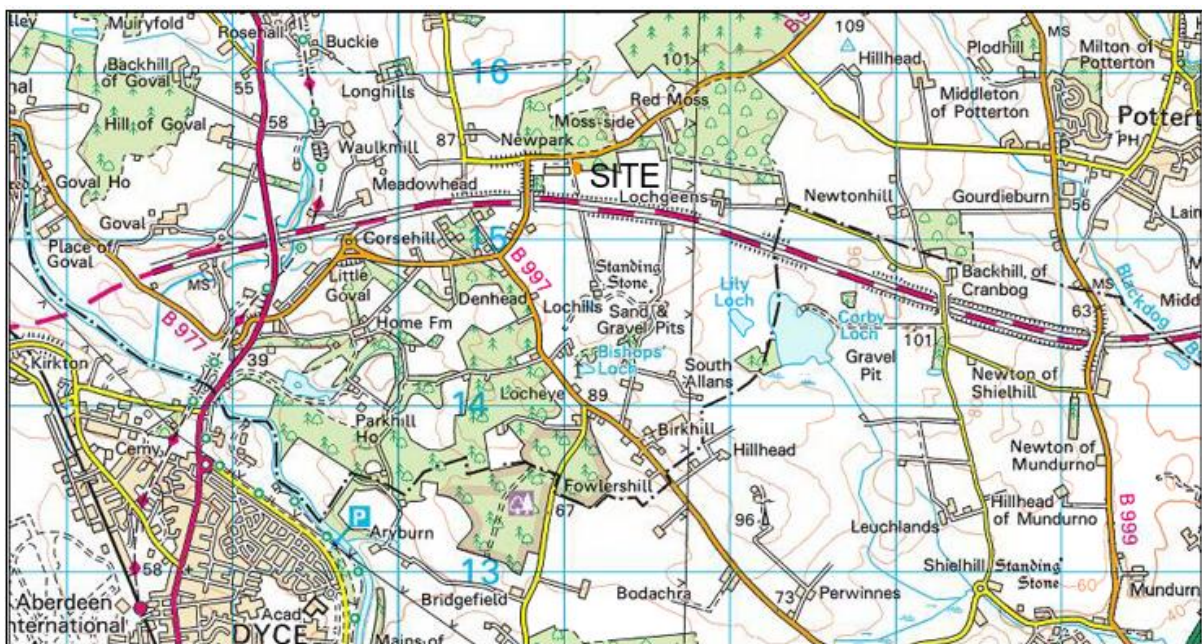 Muiryfold
Rosehall
Buckie
109
Hillhead
Plodhill
MS
Milton of
Potterton
Backhill
of Goval
Longhills
16
101
Middleton
of Potterton
55
Red Moss
Hill of Goval
58
Moss-side
Waulkmill
87
Newpark
PH
SITE
Goval Ho
Meadowhead
Lochgeens
Newtonhill
Gourdieburn
56
Goval
Corsehill
15
Place of
Goval
B 997
90
Standing
Stone
Backhill of
Cranbog
MS
Little
Goval
Denhead
Lochills
Lily
Loch
Blackdog
MS
B 977
Home Fm
Sand &
Gravel Pits
Corby
Loch
63
39
Bishops'
Loch
101
Kirkton
South
Allans
Gravel
Pit
Newton of
Shielhill
14
Locheye
89
Parkhill
Ho
Birkhill
Cemy
Hillhead
Newton of
Mundurno
Fowlershill
67
Hillhead
of Mundurno
P
Aryburn
96
Leuchlands
B 999
58
13
Shielhill
Standing
Stone
60
Aberdeen
International
Acad
Bridgefield
Bodachra
73
Perwinnes
40
DYCE
Mains of